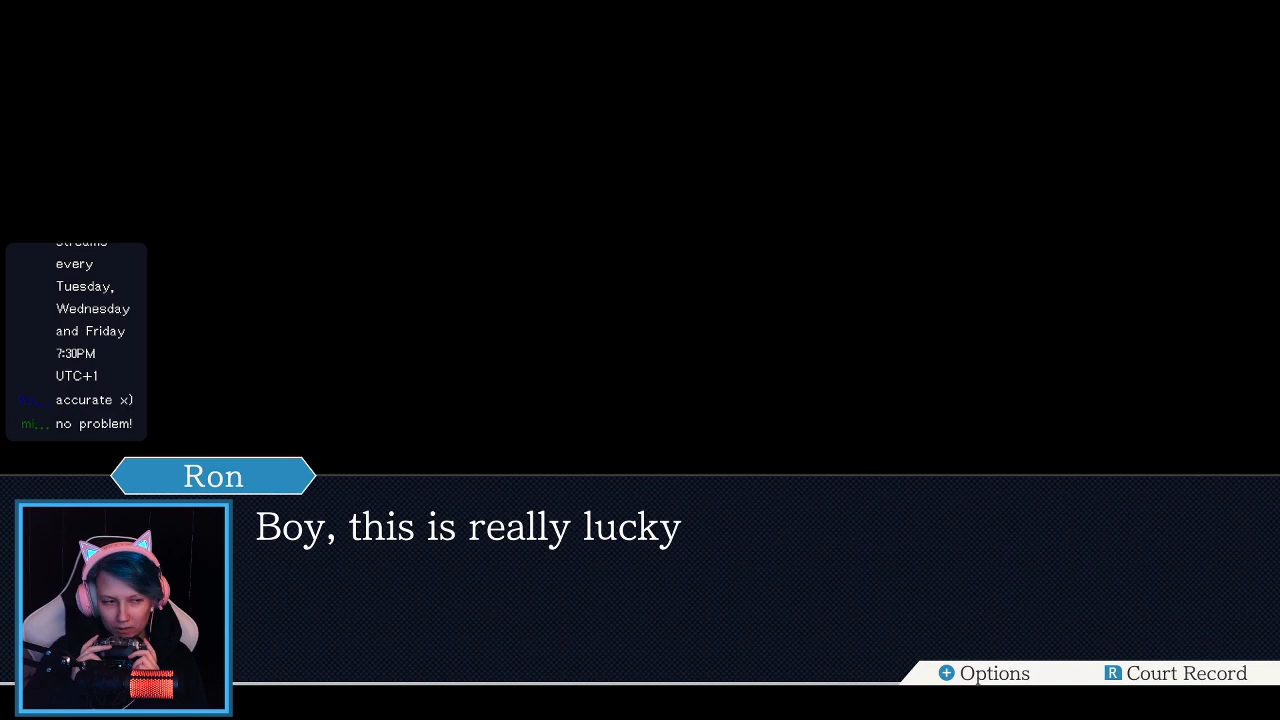 every
Tuesday,
Wednesday
and Friday
7:30PM
UTC+1
accurate x)
mi... no problem!
Ron
Boy, this is really lucky
Options
R Court Record